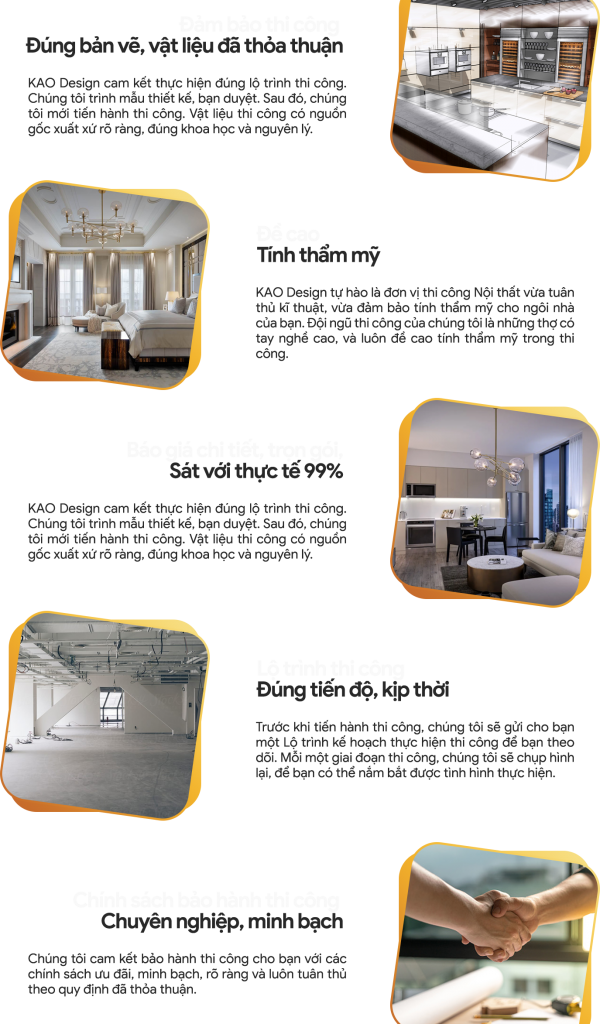 Đảm bảo thi công
Đúng bản vẽ, vật liệu đã thỏa thuận
KAO Design cam kết thực hiện đúng lộ trình thi công.
Chúng tôi trình mẫu thiết kế, bạn duyệt. Sau đó, chúng
tôi mới tiến hành thi công. Vật liệu thi công có nguồn
gốc xuất xứ rõ ràng, đúng khoa học và nguyên lý.
Đề cao
Tính thẩm mỹ
KAO Design tự hào là đơn vị thi công Nội thất vừa tuân
thủ kĩ thuật, vừa đảm bảo tính thẩm mỹ cho ngôi nhà
của bạn. Đội ngũ thi công của chúng tôi là những thợ có
tay nghề cao, và luôn đề cao tính thẩm mỹ trong thi
công.
Báo giá chi tiết, trọn gói,
Sát với thực tế 99%
KAO Design cam kết thực hiện đúng lộ trình thi công.
Chúng tôi trình mẫu thiết kế, bạn duyệt. Sau đó, chúng
tôi mới tiến hành thi công. Vật liệu thi công có nguồn
gốc xuất xứ rõ ràng, đúng khoa học và nguyên lý.
Lộ trình thi công
Đúng tiến độ, kịp thời
Trước khi tiến hành thi công, chúng tôi sẽ gửi cho bạn
một Lộ trình kế hoạch thực hiện thi công để bạn theo
dõi. Mỗi một giai đoạn thi công, chúng tôi sẽ chụp hình
lại, để bạn có thể nắm bắt được tình hình thực hiện.
Chính sách bảo hành thi công
Chuyên nghiệp, minh bạch
Chúng tôi cam kết bảo hành thi công cho bạn với các
chính sách ưu đãi, minh bạch, rõ ràng và luôn tuân thủ
theo quy định đã thỏa thuận.